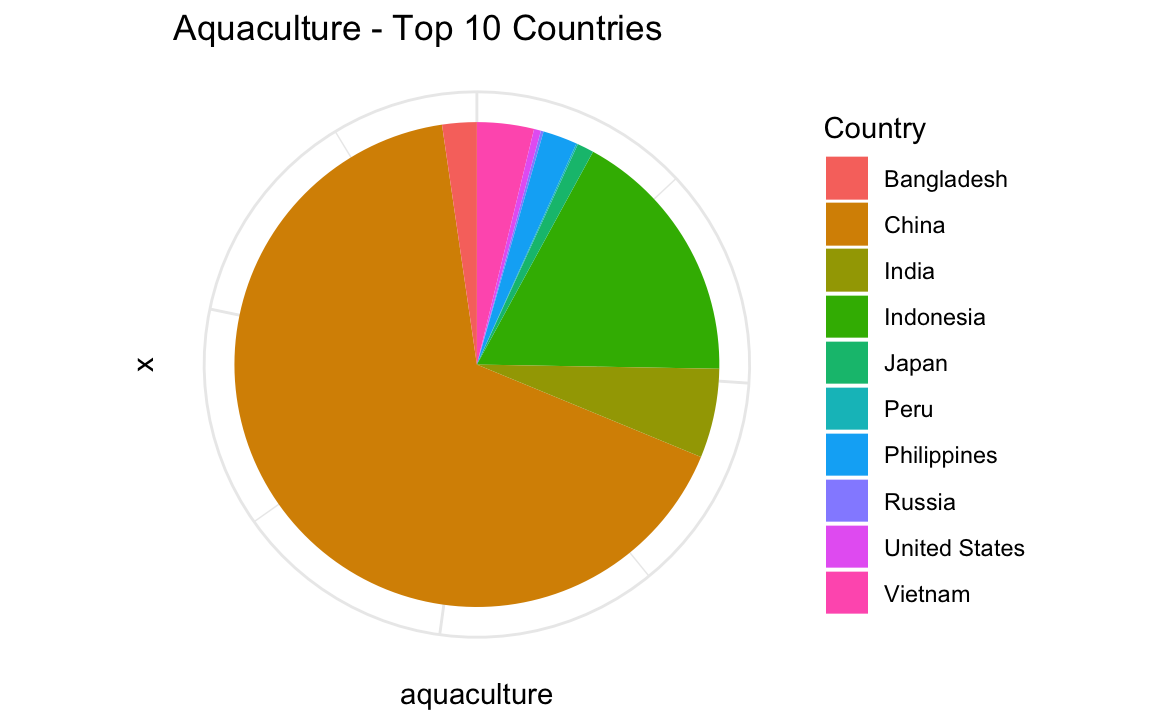 Aquaculture - Top 10 Countries
x
aquaculture
Country
Bangladesh
China
India
Indonesia
Japan
Peru
Philippines
Russia
United States
Vietnam